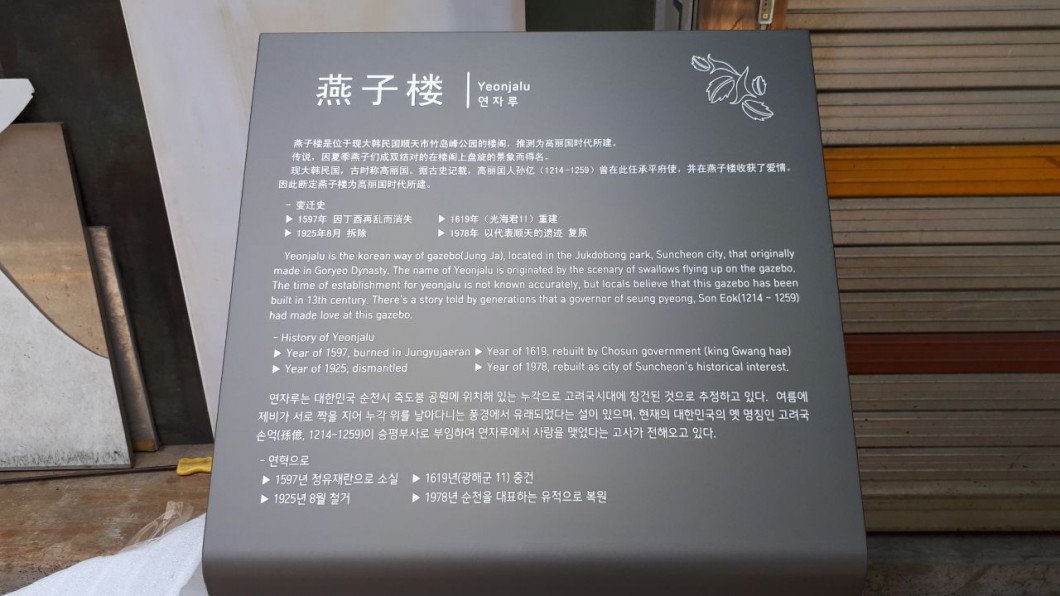 燕子楼
Yeonjalu
연자루
燕子楼是位于现大韩民国顺天市竹岛峰公园的楼阁，推测为高丽国时代所建。
传说，因夏季燕子们成双结对的在楼阁上盘旋的景象而得名。
现大韩民国，古时称高丽国。据古史记载，高丽国人孙亿（1214-1259）曾在此任承平府使，并在燕子楼收获了爱情。
因此断定燕子楼为高丽国时代所建。
- 变迁史
▶ 1597年 因丁酉再乱而消失 ▶ 1619年（光海君11）重建
▶ 1925年8月 拆除 ▶ 1978年 以代表顺天的遗迹 复原
Yeonjalu is the korean way of gazebo(Jung Ja), located in the Jukdobong park, Suncheon city, that originally
made in Goryeo Dynasty. The name of Yeonjalu is originated by the scenary of swallows flying up on the gazebo.
The time of establishment for yeonjalu is not known accurately, but locals believe that this gazebo has been
built in 13th century. There's a story told by generations that a governor of seung pyeong, Son Eok(1214 - 1259)
had made love at this gazebo.
- History of Yeonjalu
▶ Year of 1597, burned in Jungyujaeran ▶ Year of 1619, rebuilt by Chosun government (king Gwang hae)
▶ Year of 1925, dismantled ▶ Year of 1978, rebuilt as city of Suncheon's historical interest.
연자루는 대한민국 순천시 죽도봉 공원에 위치해 있는 누각으로 고려국시대에 창건된 것으로 추정하고 있다. 여름에
제비가 서로 짝을 지어 누각 위를 날아다니는 풍경에서 유래되었다는 설이 있으며, 현재의 대한민국의 옛 명칭인 고려국
손억(孫億, 1214-1259)이 승평부사로 부임하여 연자루에서 사랑을 맺었다는 고사가 전해오고 있다.
- 연혁으로
▶ 1597년 정유재란으로 소실 ▶ 1619년(광해군 11) 중건
▶ 1925년 8월 철거 ▶ 1978년 순천을 대표하는 유적으로 복원